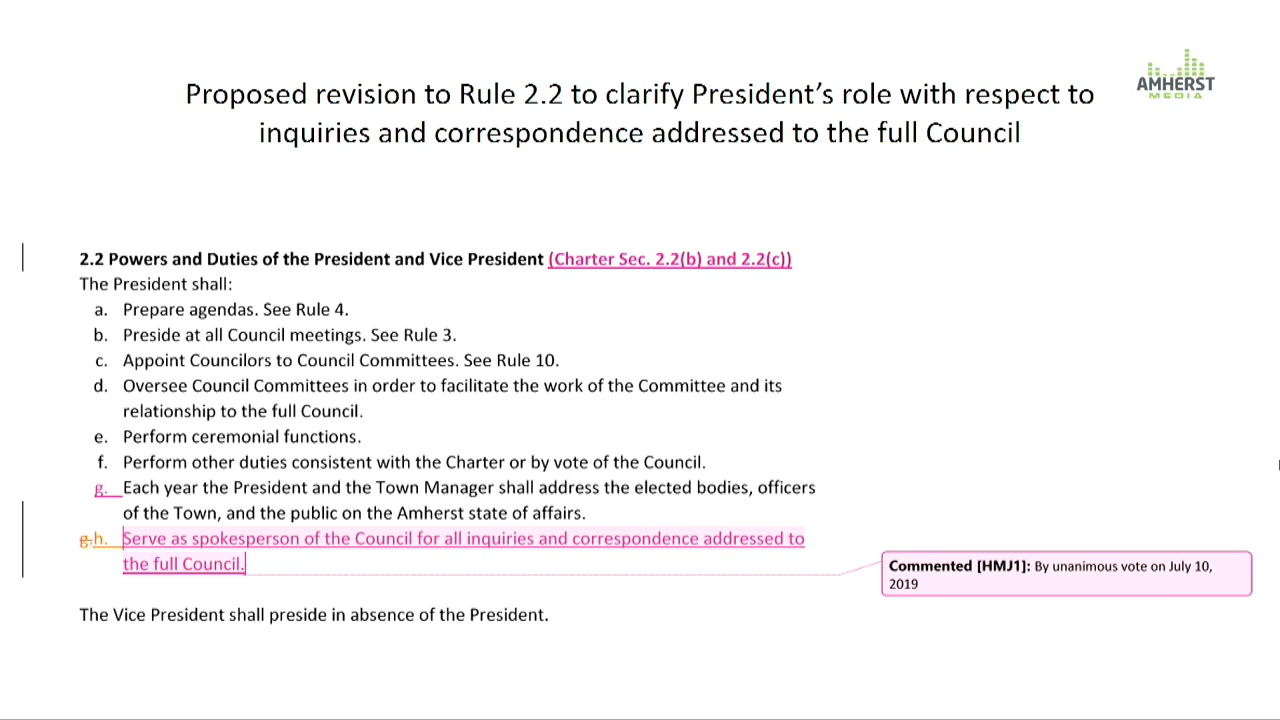 Proposed revision to Rule 2.2 to clarify President's role with respect to
inquiries and correspondence addressed to the full Council
AMHERST
MEDIA
2.2 Powers and Duties of the President and Vice President (Charter Sec. 2.2(b) and 2.2(c))
The President shall:
a. Prepare agendas. See Rule 4.
b. Preside at all Council meetings. See Rule 3.
c. Appoint Councilors to Council Committees. See Rule 10.
d. Oversee Council Committees in order to facilitate the work of the Committee and its
relationship to the full Council.
e. Perform ceremonial functions.
f. Perform other duties consistent with the Charter or by vote of the Council.
g. Each year the President and the Town Manager shall address the elected bodies, officers
of the Town, and the public on the Amherst state of affairs.
g.h. Serve as spokesperson of the Council for all inquiries and correspondence addressed to
the full Council.
Commented [HMJ1]: By unanimous vote on July 10,
2019
The Vice President shall preside in absence of the President.